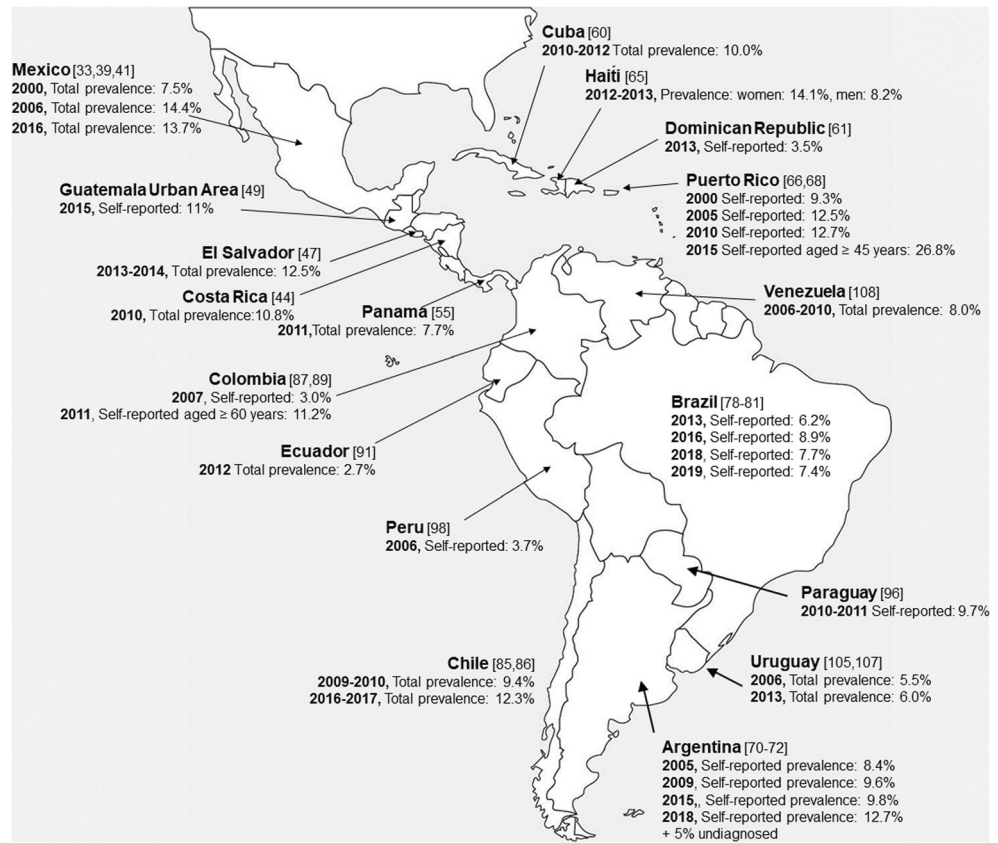 Cuba [60]
2010-2012 Total prevalence: 10.0%
Mexico [33,39,41]
2000, Total prevalence: 7.5%
2006, Total prevalence: 14.4%
2016, Total prevalence: 13.7%
Haiti [65]
2012-2013, Prevalence: women: 14.1%, men: 8.2%
Dominican Republic [61]
2013, Self-reported: 3.5%
Guatemala Urban Area [49]
2015, Self-reported: 11%
Puerto Rico [66,68]
2000 Self-reported: 9.3%
2005 Self-reported: 12.5%
2010 Self-reported: 12.7%
2015 Self-reported aged ≥ 45 years: 26.8%
El Salvador [47]
2013-2014, Total prevalence: 12.5%
Costa Rica [44]
2010, Total prevalence:10.8%
Panamá [55]
2011,Total prevalence: 7.7%
Venezuela [108]
2006-2010, Total prevalence: 8.0%
Colombia [87,89]
2007, Self-reported: 3.0%
2011, Self-reported aged ≥ 60 years: 11.2%
Brazil [78-81]
2013, Self-reported: 6.2%
2016, Self-reported: 8.9%
2018, Self-reported: 7.7%
2019, Self-reported: 7.4%
Ecuador [91]
2012 Total prevalence: 2.7%
Peru [98]
2006, Self-reported: 3.7%
Paraguay [96]
2010-2011 Self-reported: 9.7%
Chile [85,86]
2009-2010, Total prevalence: 9.4%
2016-2017, Total prevalence: 12.3%
Uruguay [105,107]
2006, Total prevalence: 5.5%
2013, Total prevalence: 6.0%
Argentina [70-72]
2005, Self-reported prevalence: 8.4%
2009, Self-reported prevalence: 9.6%
2015,, Self-reported prevalence: 9.8%
2018, Self-reported prevalence: 12.7%
+ 5% undiagnosed